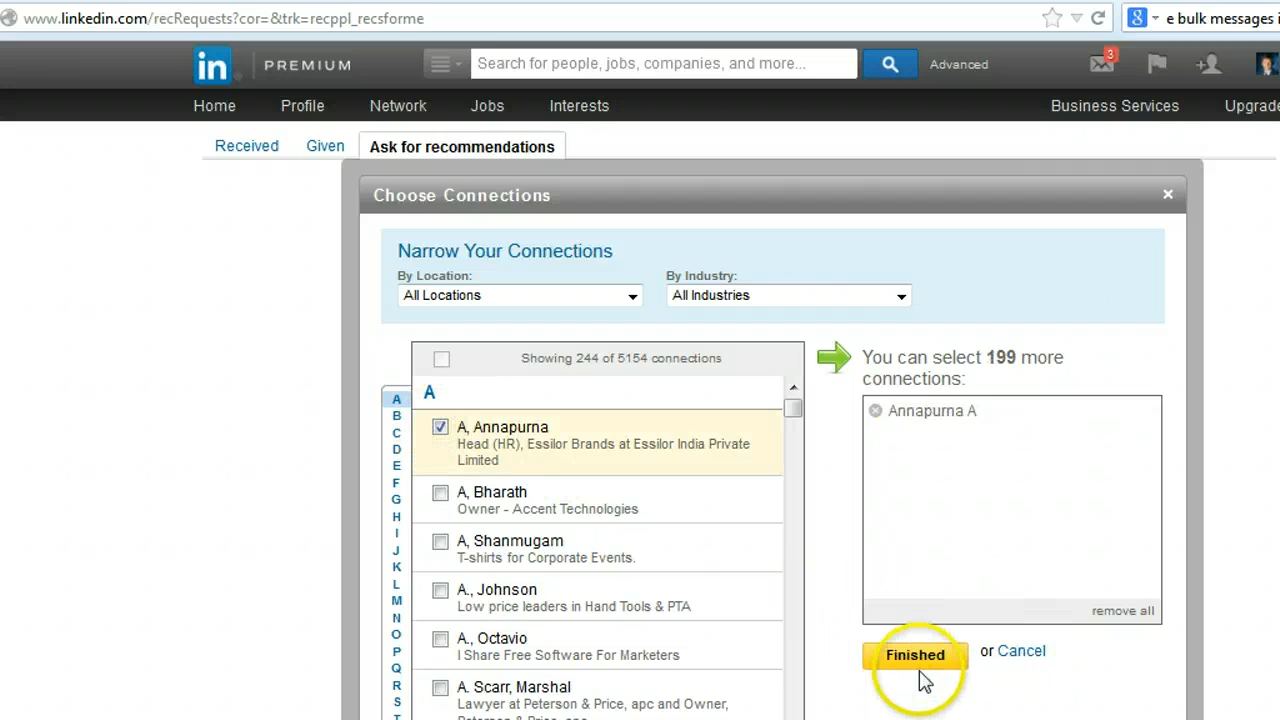 www.linkedin.com/recRequests?cor=&trk=recppl_recsforme
e bulk messages i
in PREMIUM
Search for people, jobs, companies, and more...
Advanced
3
Home Profile Network Jobs Interests Business Services Upgrade
Received Given Ask for recommendations
Choose Connections
Narrow Your Connections
By Location: By Industry:
All Locations All Industries
Showing 244 of 5154 connections
A
A
B
C
D
E
F
G
H
I
J
K
L
M
N
O
P
Q
R
S
A, Annapurna
Head (HR), Essilor Brands at Essilor India Private
Limited
A, Bharath
Owner - Accent Technologies
A, Shanmugam
T-shirts for Corporate Events.
A., Johnson
Low price leaders in Hand Tools & PTA
A., Octavio
I Share Free Software For Marketers
A. Scarr, Marshal
Lawyer at Peterson & Price, apc and Owner,
Peterson & Price, apc
You can select 199 more
connections:
Annapurna A
remove all
Finished or Cancel